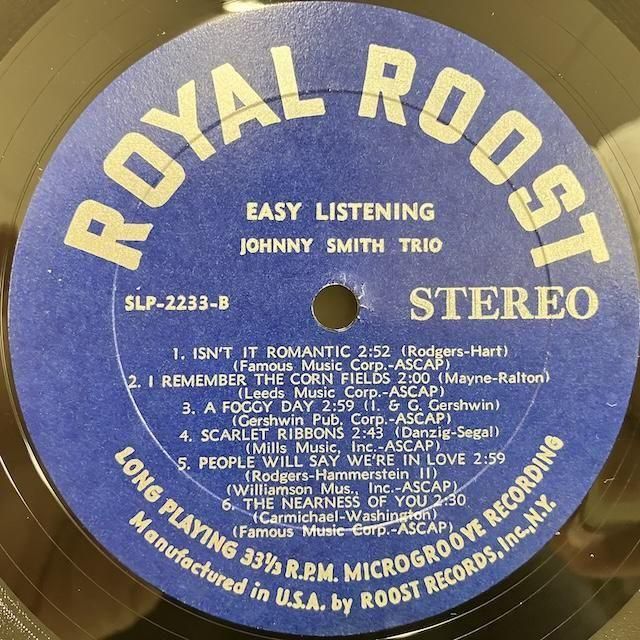 ROYAL ROOST
EASY LISTENING
JOHNNY SMITH TRIO
SLP-2233-B
STEREO
1. ISN'T IT ROMANTIC 2:52 (Rodgers-Hart)
(Famous Music Corp.-ASCAP)
2. I REMEMBER THE CORN FIELDS 2:00 (Mayne-Ralton)
(Leeds Music Corp.-ASCAP)
3. A FOGGY DAY 2:59 (I. & G. Gershwin)
(Gershwin Pub. Corp.-ASCAP)
4. SCARLET RIBBONS 2:43 (Danzig-Segal)
(Mills Music, Inc.-ASCAP)
5. PEOPLE WILL SAY WE'RE IN LOVE 2:59
(Rodgers-Hammerstein II)
(Williamson Mus., Inc.-ASCAP)
6. THE NEARNESS OF YOU 2:30
(Carmichael-Washington)
(Famous Music Corp.-ASCAP)
LONG PLAYING 33⅓ R.P.M. MICROGROOVE RECORDING
Manufactured in U.S.A. by ROOST RECORDS, Inc., N.Y.